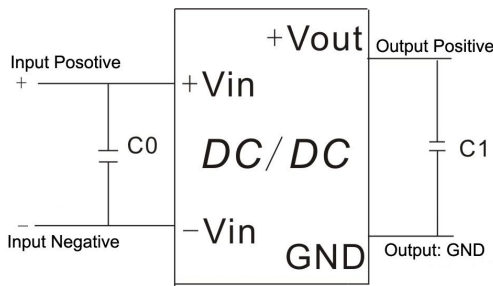 +Vout
Output Positive
Input Posotive
+
+Vin
C0
DC/DC
C1
−
−Vin
Input Negative
GND
Output: GND